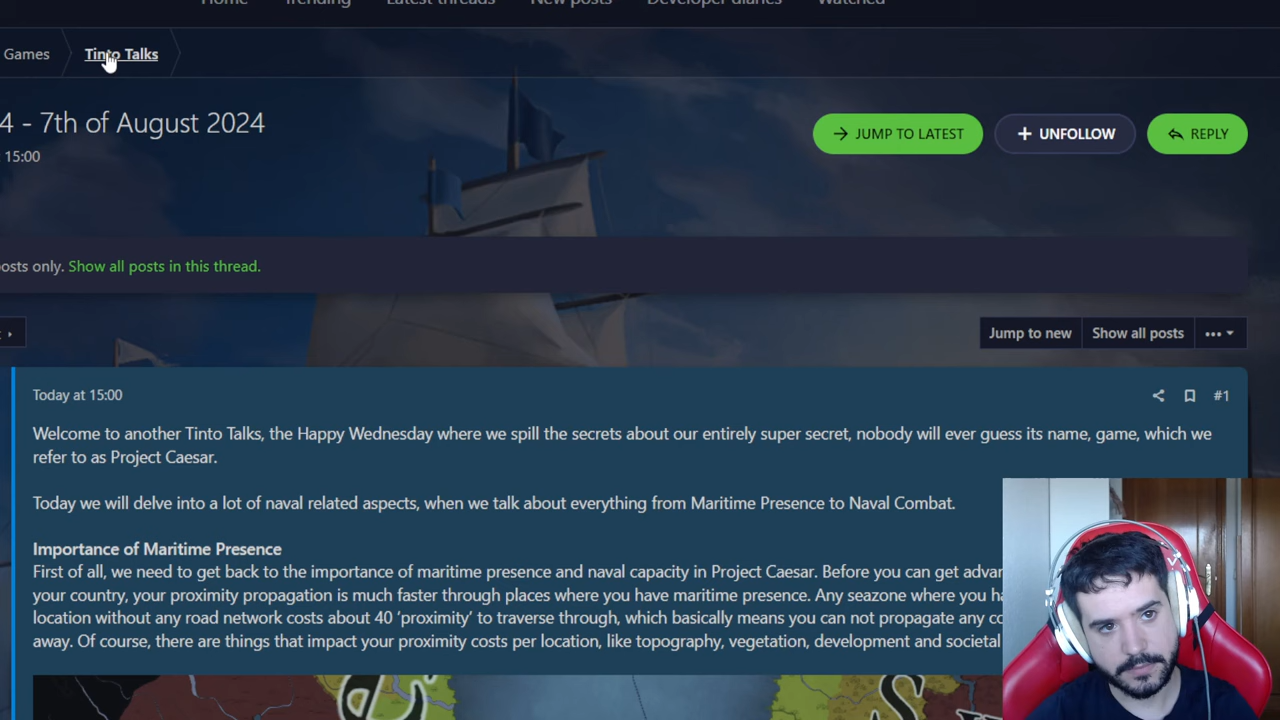 Home Trending Latest threads New posts Developer diaries Watched
Games Tinto Talks
4 - 7th of August 2024
15:00
JUMP TO LATEST UNFOLLOW REPLY
osts only. Show all posts in this thread.
Jump to new Show all posts
Today at 15:00 #1
Welcome to another Tinto Talks, the Happy Wednesday where we spill the secrets about our entirely super secret, nobody will ever guess its name, game, which we
refer to as Project Caesar.
Today we will delve into a lot of naval related aspects, when we talk about everything from Maritime Presence to Naval Combat.
Importance of Maritime Presence
First of all, we need to get back to the importance of maritime presence and naval capacity in Project Caesar. Before you can get advan
your country, your proximity propagation is much faster through places where you have maritime presence. Any seazone where you ha
location without any road network costs about 40 ‘proximity’ to traverse through, which basically means you can not propagate any co
away. Of course, there are things that impact your proximity costs per location, like topography, vegetation, development and societal